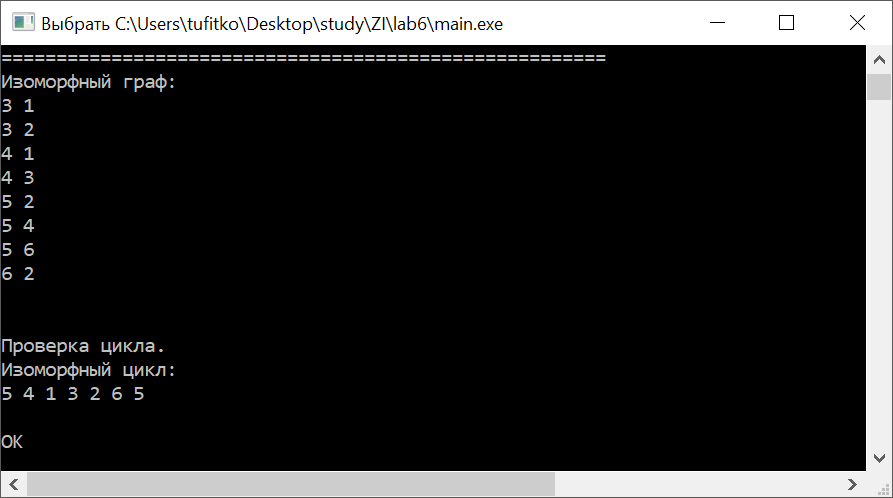 Выбрать C:\Users\tufitko\Desktop\study\ZI\lab6\main.exe
=======================================================
Изоморфный граф:
3 1
3 2
4 1
4 3
5 2
5 4
5 6
6 2
Проверка цикла.
Изоморфный цикл:
5 4 1 3 2 6 5
OK